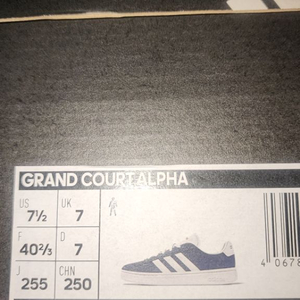 GRAND COURT ALPHA
US UK
7½ 7
F D
40⅔ 7
J CHN
255 250
4 0678